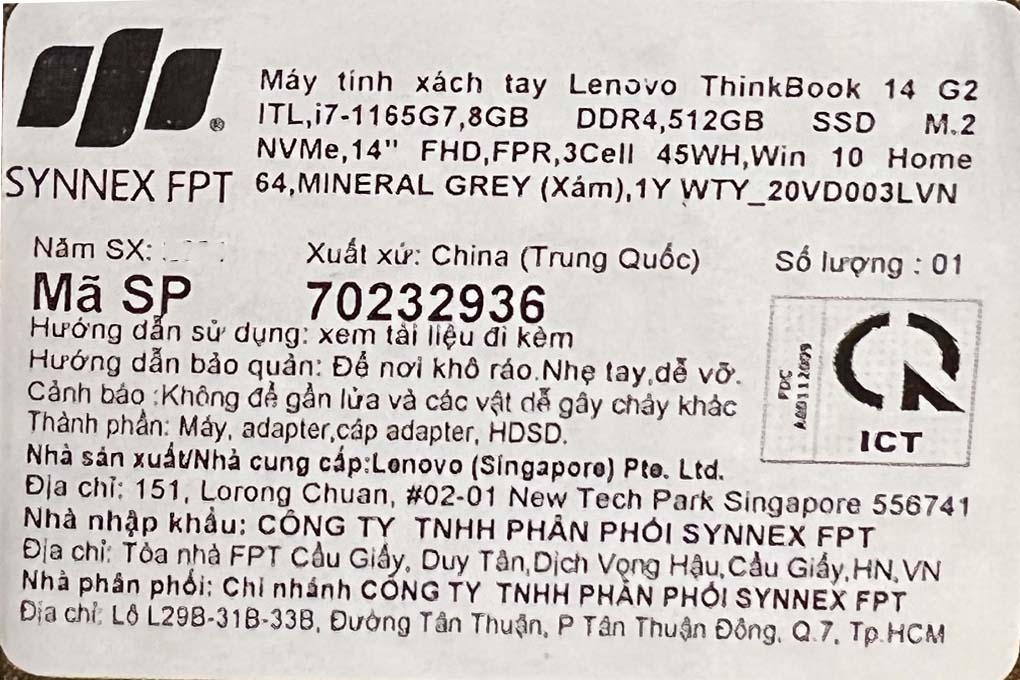 Máy tính xách tay Lenovo ThinkBook 14 G2
ITL,i7-1165G7,8GB DDR4,512GB SSD M.2
NVMe,14" FHD,FPR,3Cell 45WH,Win 10 Home
64,MINERAL GREY (Xám),1Y WTY_20VD003LVN
SYNNEX FPT
®
Năm SX:
Xuất xứ: China (Trung Quốc)
Số lượng : 01
Mã SP 70232936
Hướng dẫn sử dụng: xem tài liệu đi kèm
Hướng dẫn bảo quản: Để nơi khô ráo.Nhẹ tay,dễ vỡ.
Cảnh báo :Không để gần lửa và các vật dễ gây cháy khác
Thành phần: Máy, adapter,cáp adapter, HDSD.
ICT
Nhà sản xuất/Nhà cung cấp:Lenovo (Singapore) Pte. Ltd.
Địa chỉ: 151, Lorong Chuan, #02-01 New Tech Park Singapore 556741
Nhà nhập khẩu: CÔNG TY TNHH PHÂN PHỐI SYNNEX FPT
Địa chỉ: Tòa nhà FPT Cầu Giấy, Duy Tân,Dịch Vọng Hậu,Cầu Giấy,HN,VN
Nhà phân phối: Chi nhánh CÔNG TY TNHH PHÂN PHỐI SYNNEX FPT
Địa chỉ: Lô L29B-31B-33B, Đường Tân Thuận, P Tân Thuận Đông, Q.7, Tp.HCM